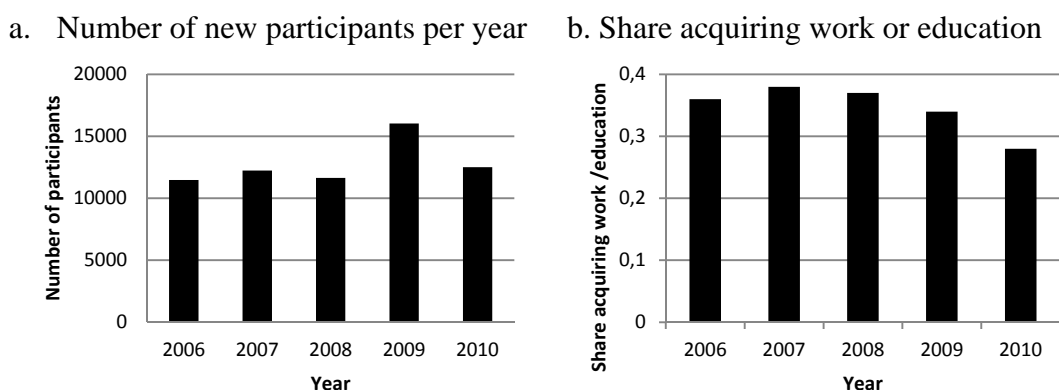 a. Number of new participants per year
b. Share acquiring work or education
20000
15000
10000
5000
0
Number of participants
2006 2007 2008 2009 2010
Year
0,4
0,3
0,2
0,1
0
Share acquiring work /education
2006 2007 2008 2009 2010
Year